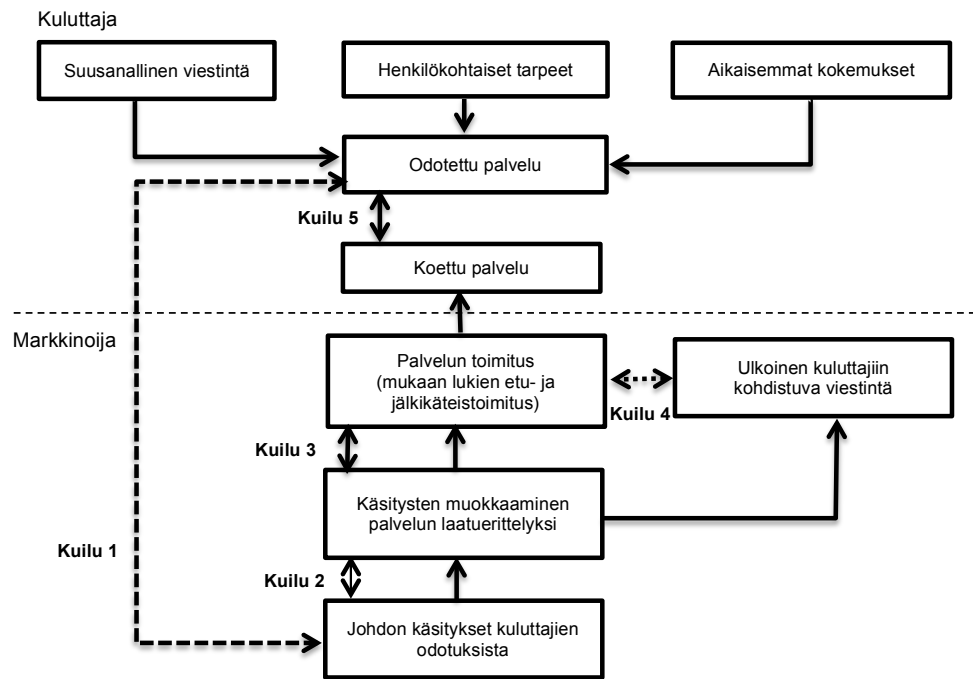 Kuluttaja
Suusanallinen viestintä
Henkilökohtaiset tarpeet
Aikaisemmat kokemukset
Odotettu palvelu
Kuilu 5
Koettu palvelu
Markkinoija
Palvelun toimitus
(mukaan lukien etu- ja
jälkikäteistoimitus)
Ulkoinen kuluttajiin
kohdistuva viestintä
Kuilu 4
Kuilu 3
Käsitysten muokkaaminen
palvelun laatuerittelyksi
Kuilu 1
Kuilu 2
Johdon käsitykset kuluttajien
odotuksista